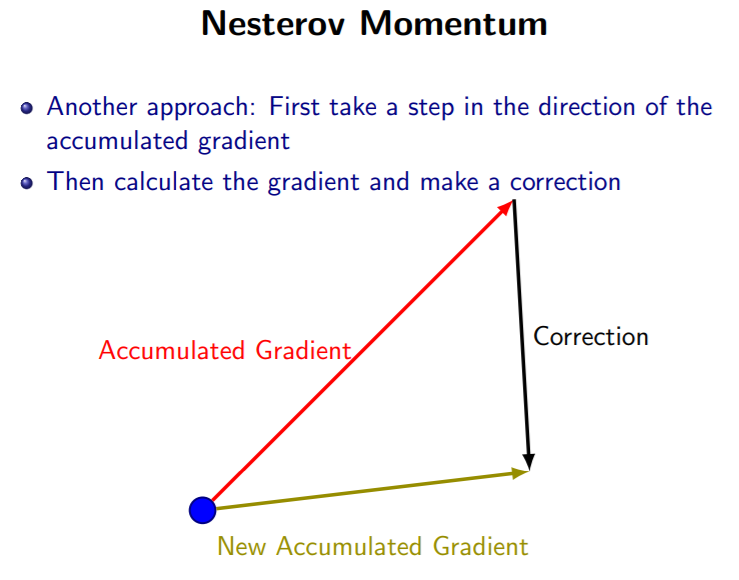 Nesterov Momentum
Another approach: First take a step in the direction of the
accumulated gradient
Then calculate the gradient and make a correction
Correction
Accumulated Gradient
New Accumulated Gradient